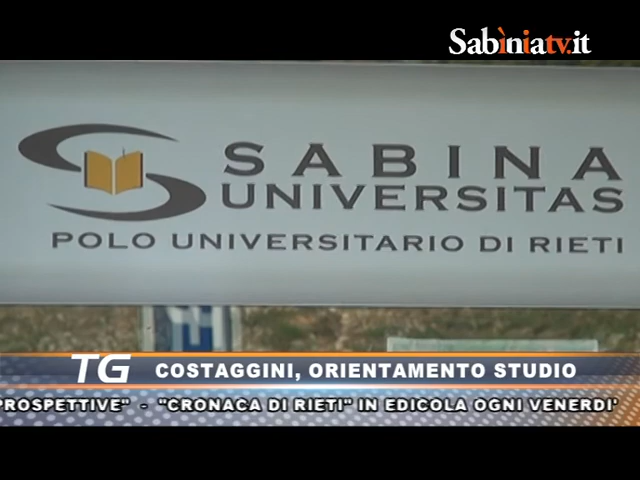 Sabìniatv.it
SABINA
UNIVERSITAS
POLO UNIVERSITARIO DI RIETI
TG COSTAGGINI, ORIENTAMENTO STUDIO
PROSPETTIVE" - "CRONACA DI RIETI" IN EDICOLA OGNI VENERDI'